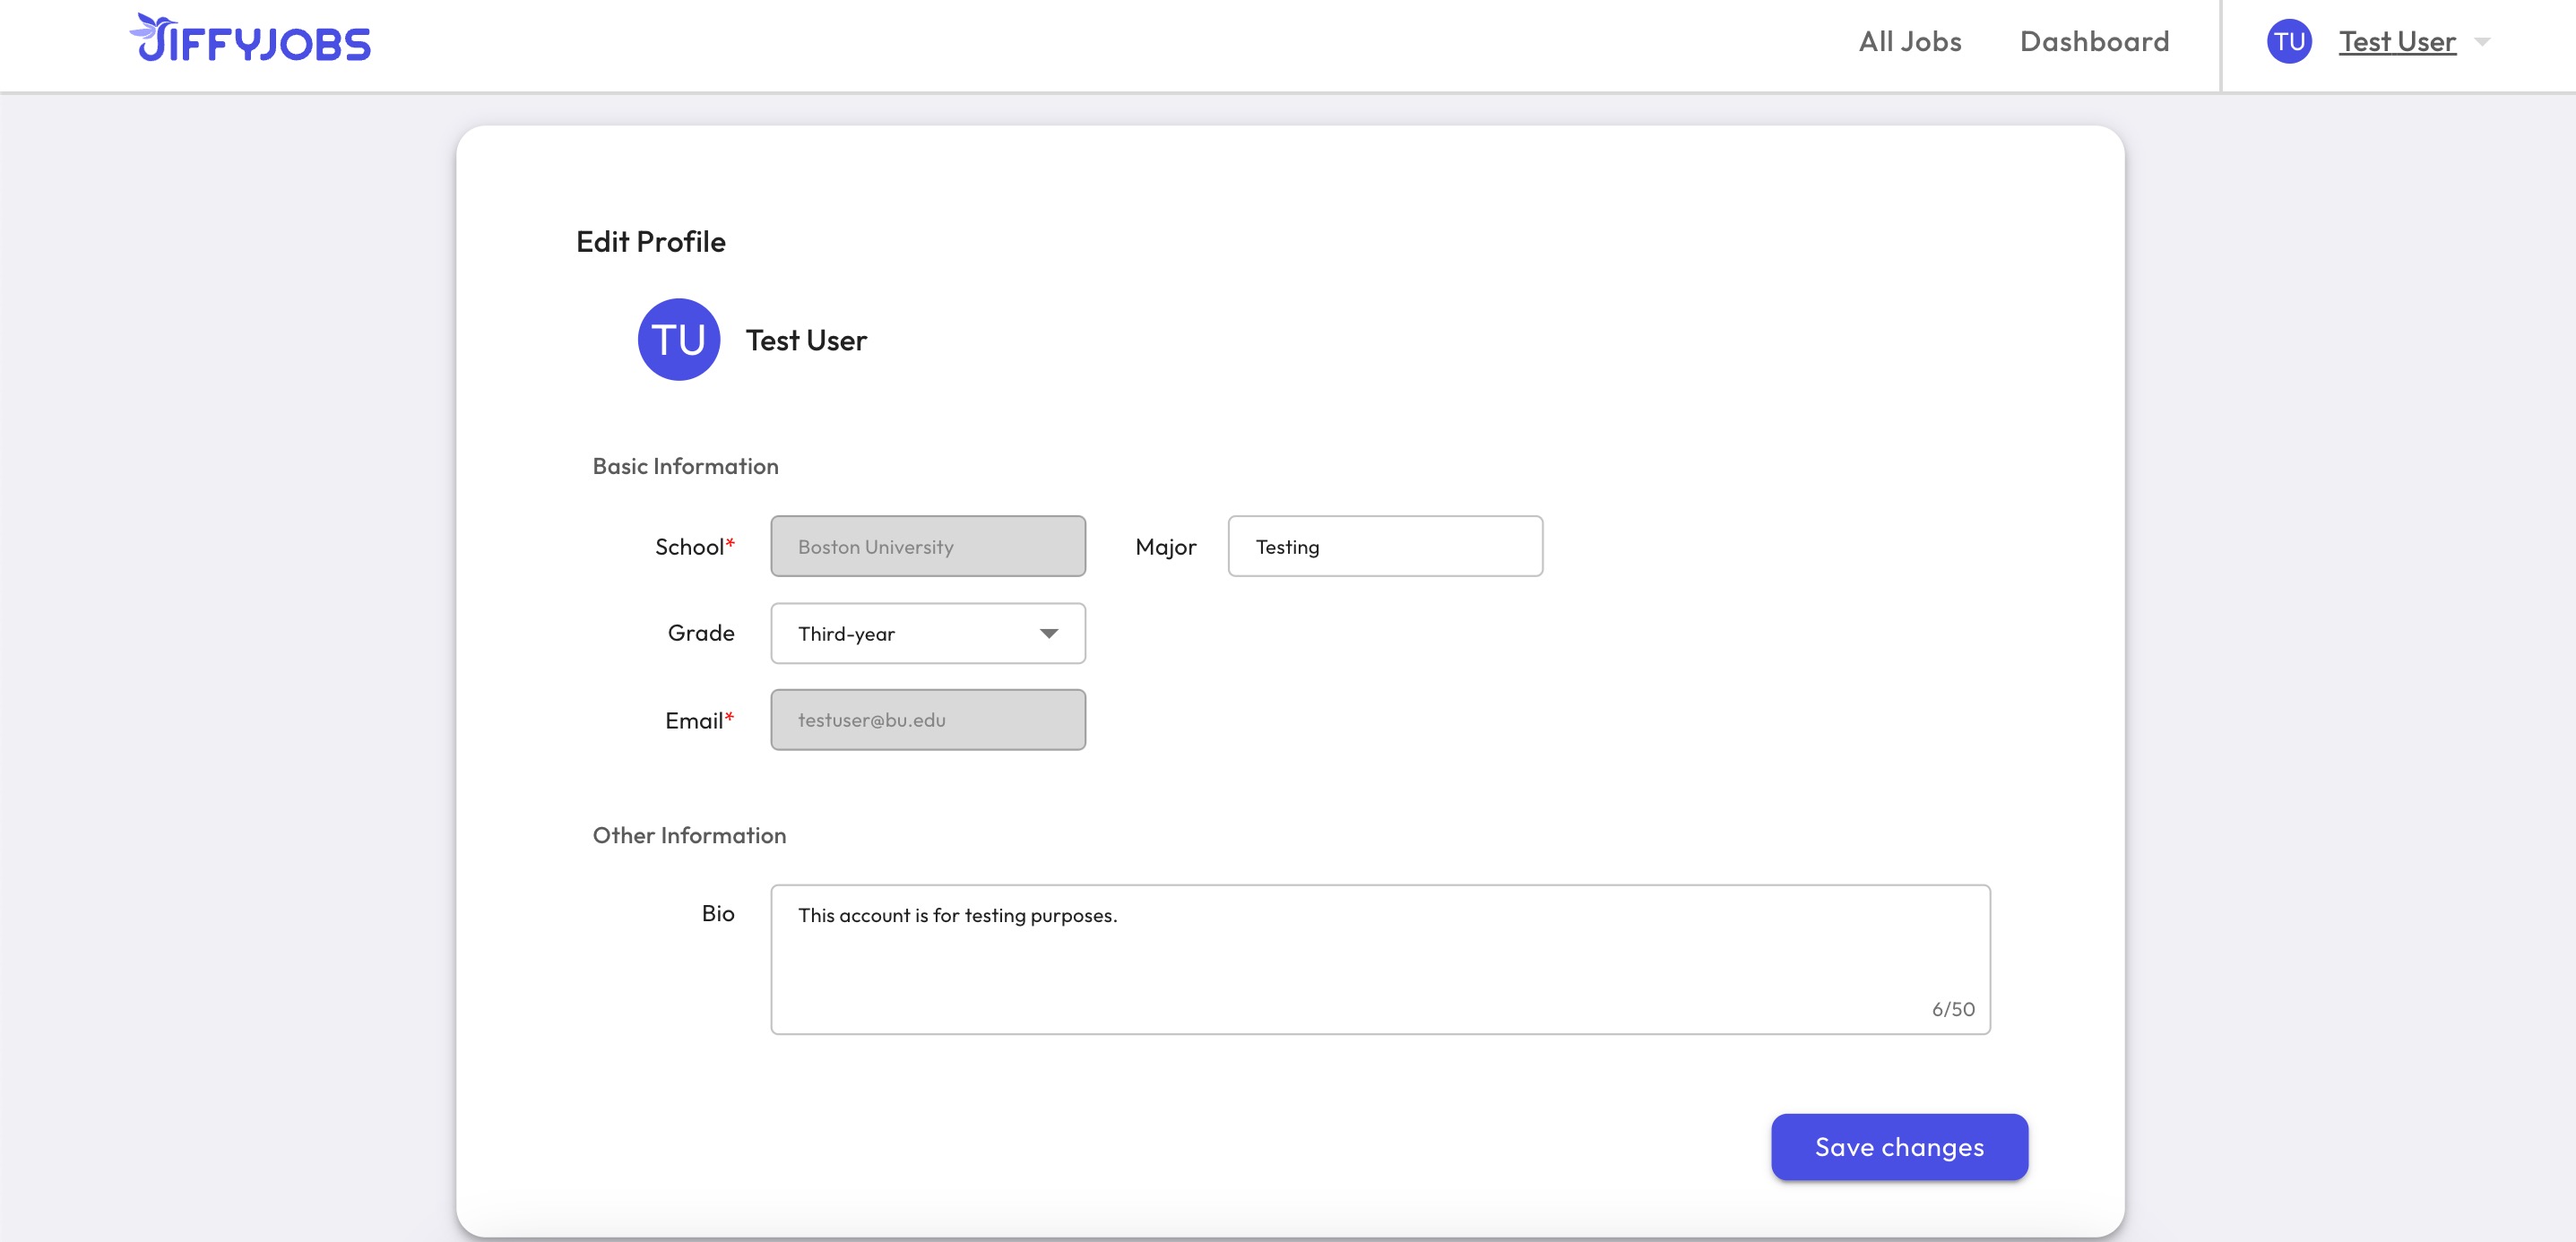 JIFFYJOBS
All Jobs Dashboard TU Test User
Edit Profile
TU Test User
Basic Information
School* Boston University Major Testing
Grade Third-year
Email* testuser@bu.edu
Other Information
Bio This account is for testing purposes.
6/50
Save changes